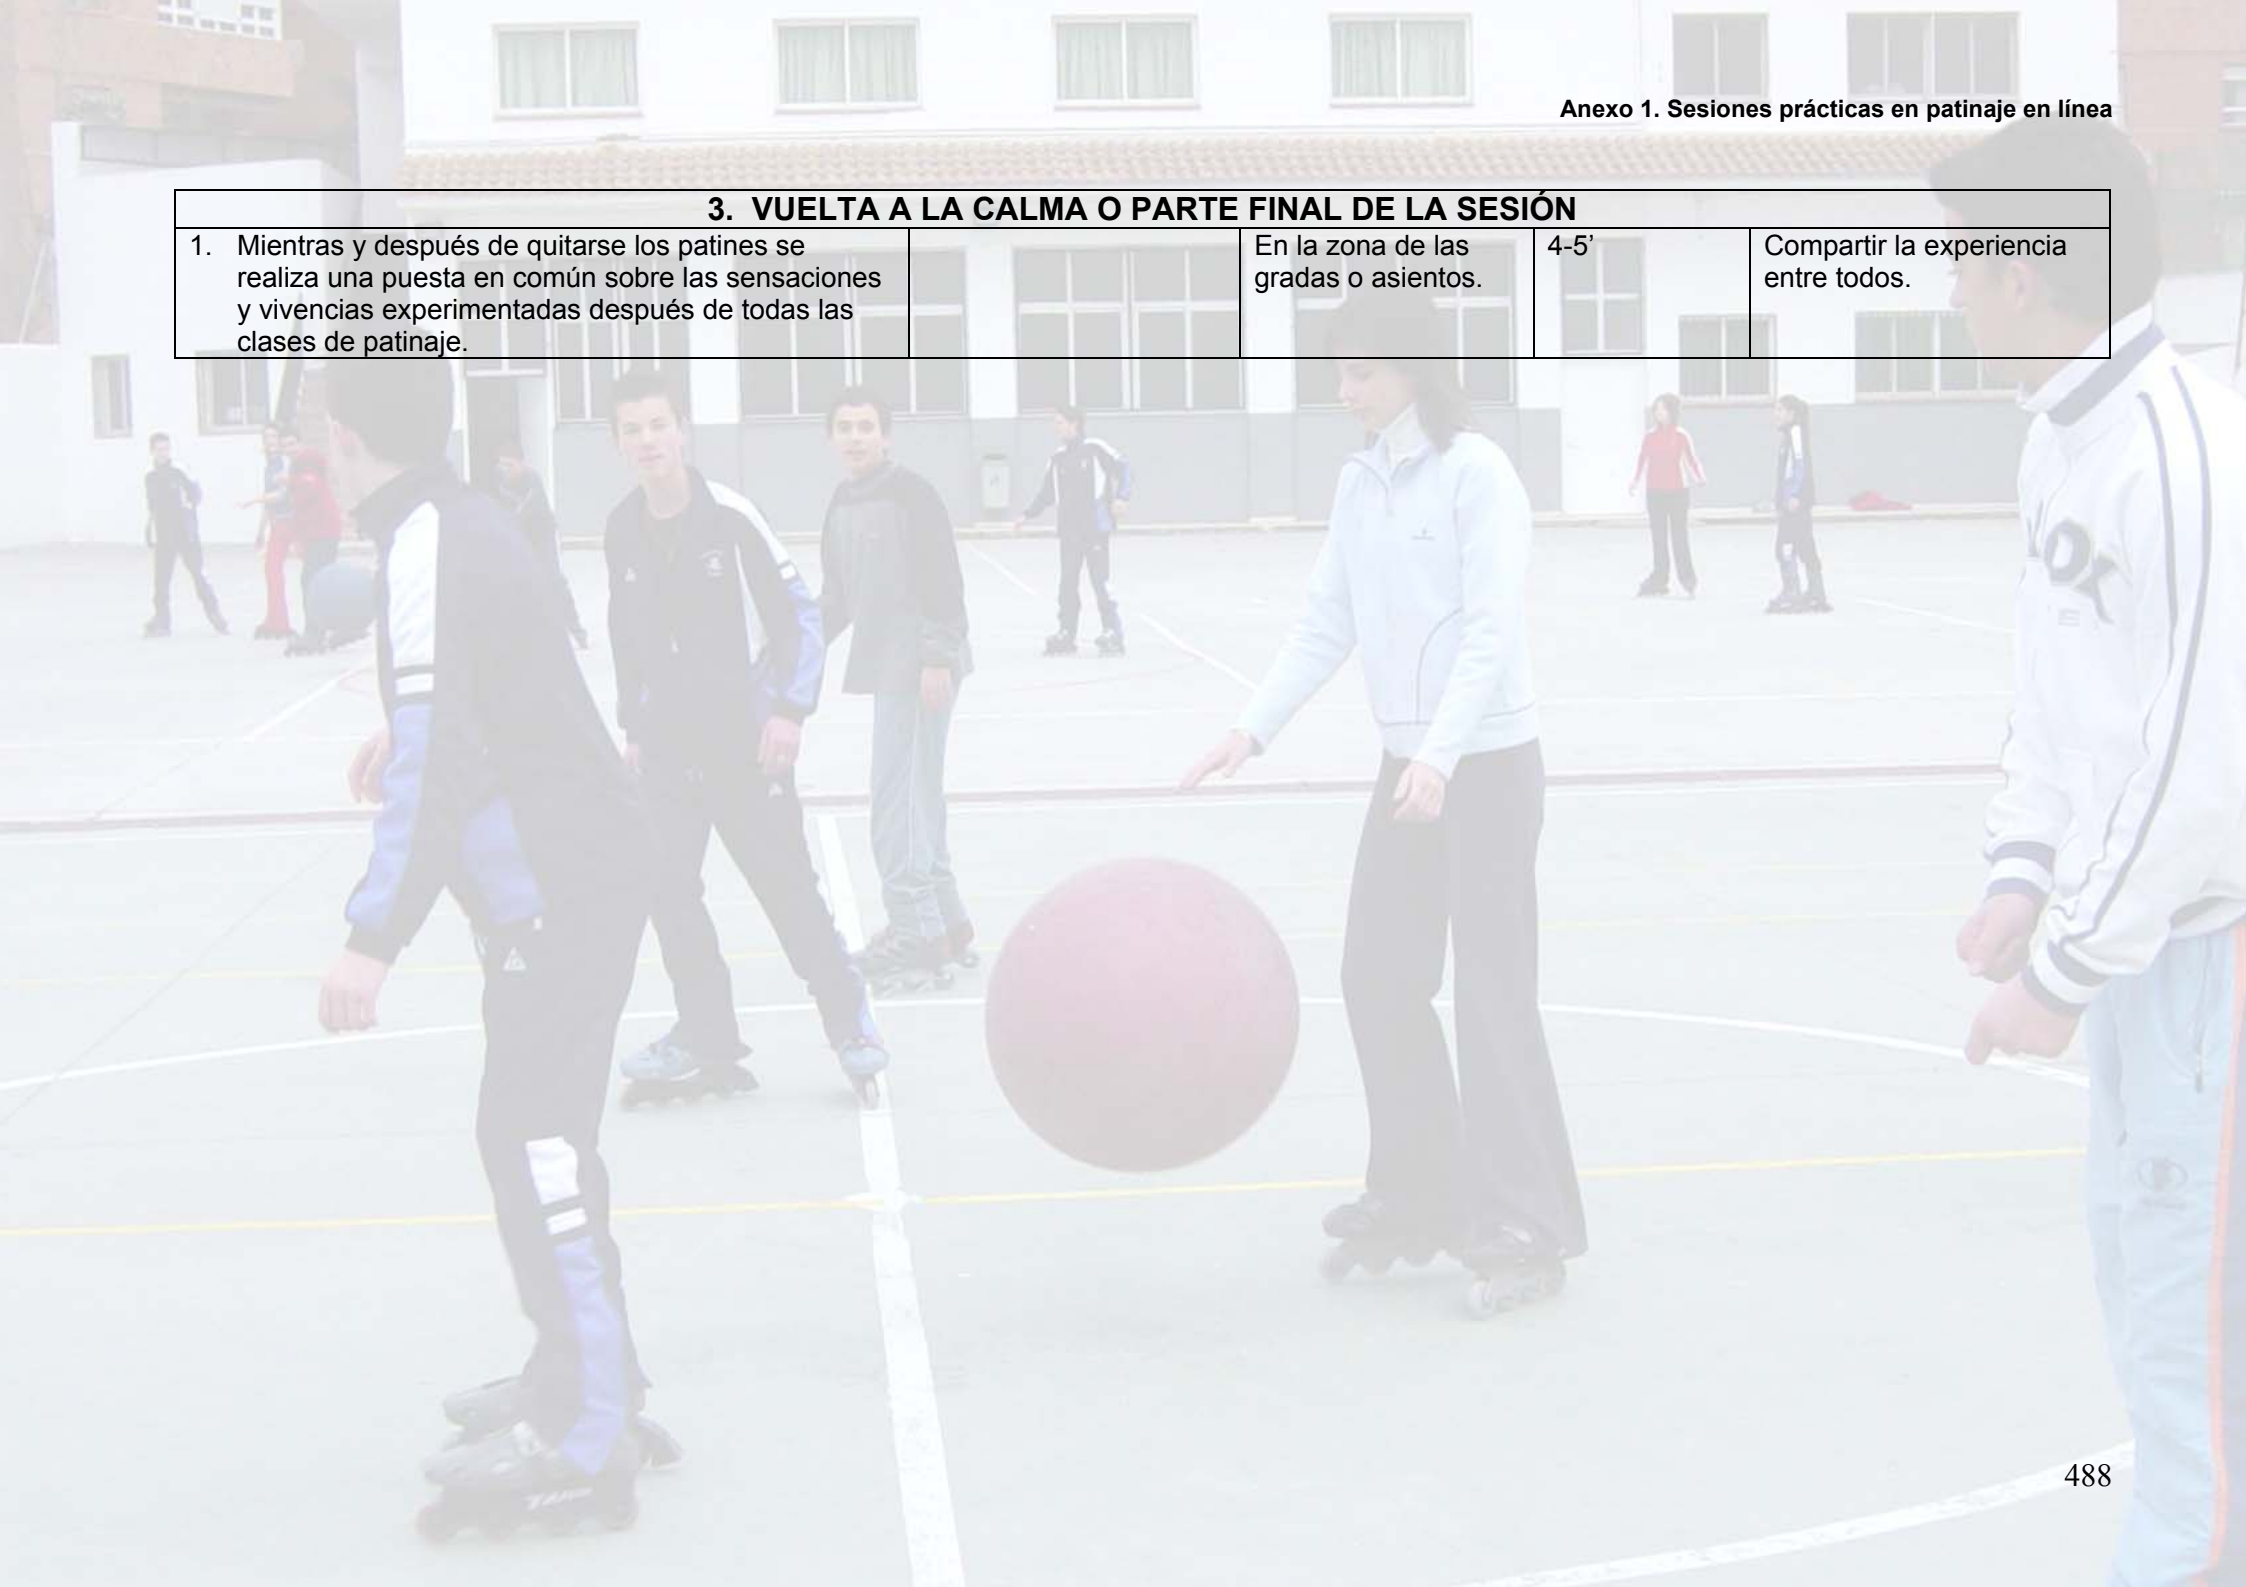 Anexo 1. Sesiones prácticas en patinaje en línea
3. VUELTA A LA CALMA O PARTE FINAL DE LA SESIÓN
1. Mientras y después de quitarse los patines se
realiza una puesta en común sobre las sensaciones
y vivencias experimentadas después de todas las
clases de patinaje.
En la zona de las
gradas o asientos.
4-5’
Compartir la experiencia
entre todos.
488